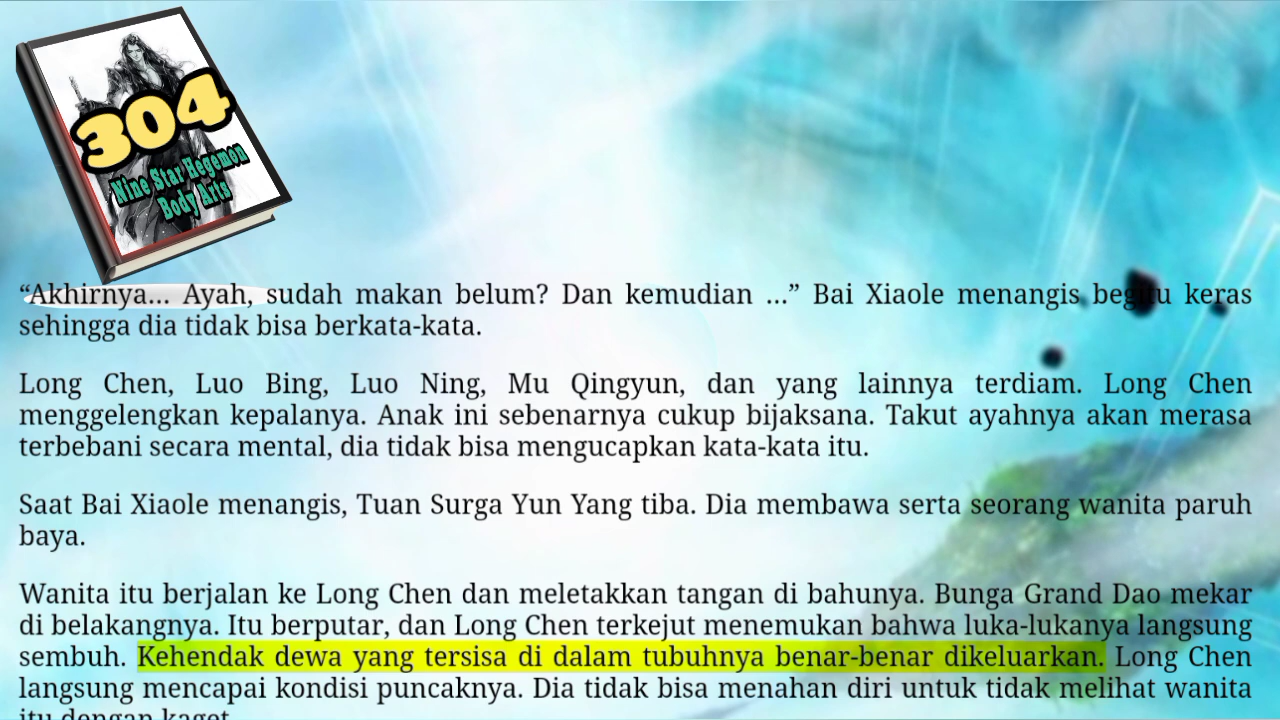 304
Nine Star Hegemon
Body Arts
“Akhirnya... Ayah, sudah makan belum? Dan kemudian ...” Bai Xiaole menangis begitu keras
sehingga dia tidak bisa berkata-kata.
Long Chen, Luo Bing, Luo Ning, Mu Qingyun, dan yang lainnya terdiam. Long Chen
menggelengkan kepalanya. Anak ini sebenarnya cukup bijaksana. Takut ayahnya akan merasa
terbebani secara mental, dia tidak bisa mengucapkan kata-kata itu.
Saat Bai Xiaole menangis, Tuan Surga Yun Yang tiba. Dia membawa serta seorang wanita paruh
baya.
Wanita itu berjalan ke Long Chen dan meletakkan tangan di bahunya. Bunga Grand Dao mekar
di belakangnya. Itu berputar, dan Long Chen terkejut menemukan bahwa luka-lukanya langsung
sembuh. Kehendak dewa yang tersisa di dalam tubuhnya benar-benar dikeluarkan. Long Chen
langsung mencapai kondisi puncaknya. Dia tidak bisa menahan diri untuk tidak melihat wanita
itu dengan kaget.